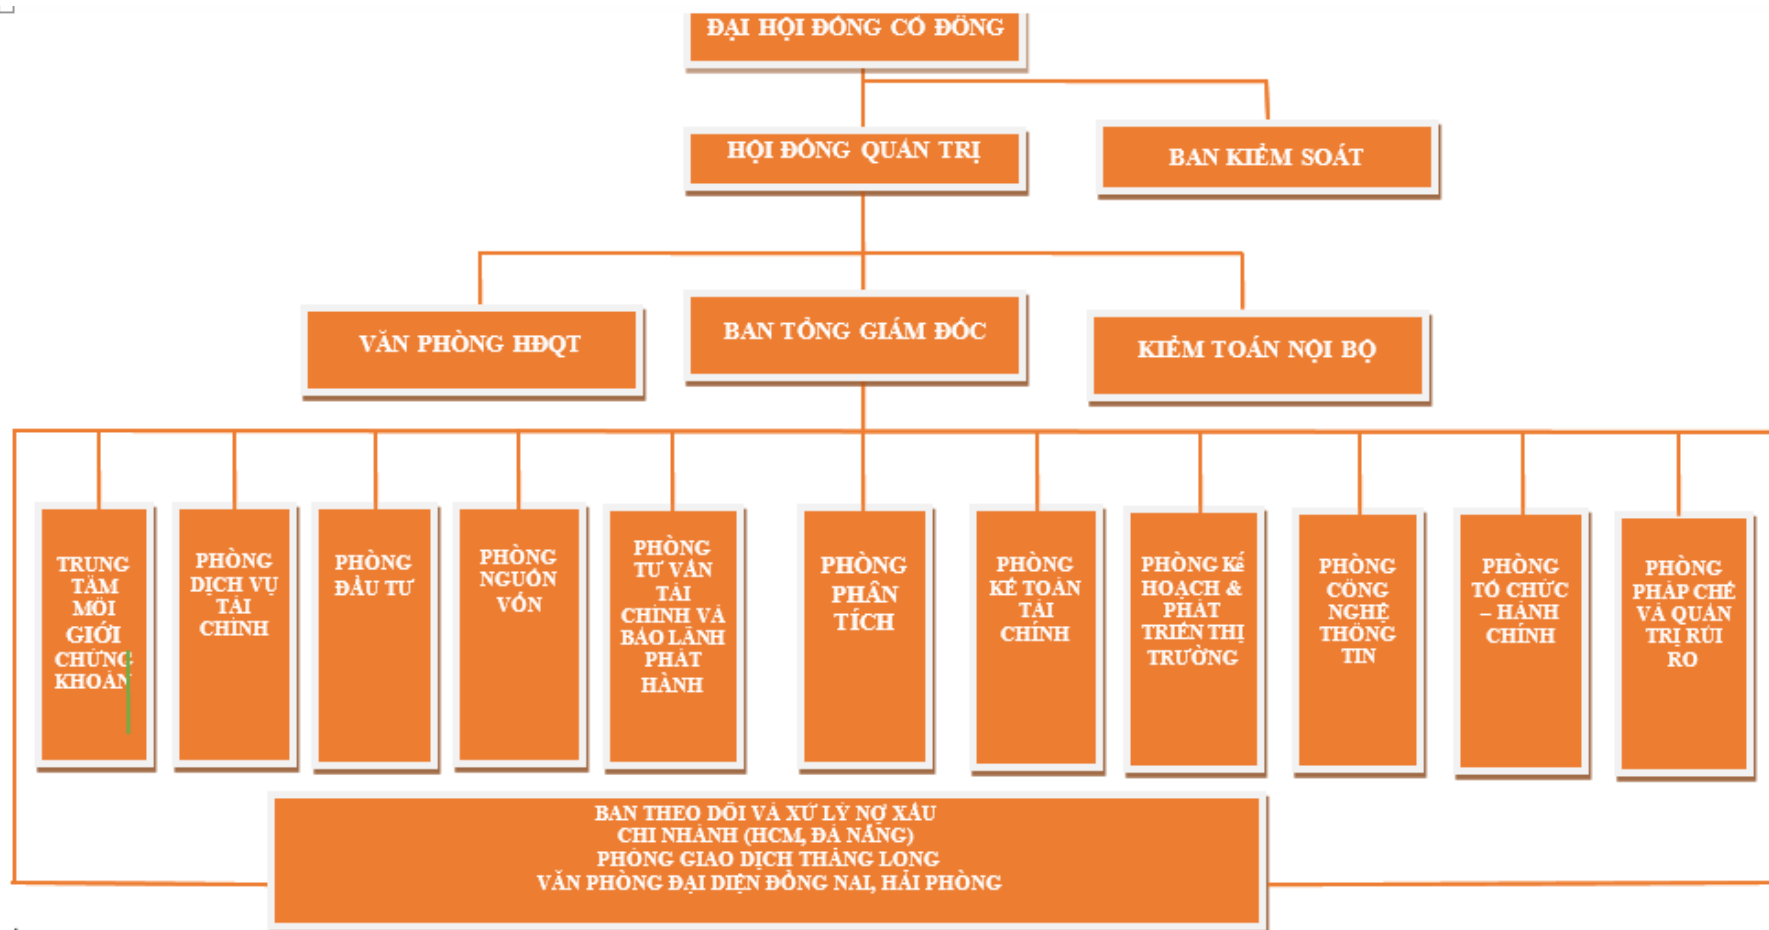 ĐẠI HỘI ĐỒNG CỔ ĐÔNG
HỘI ĐỒNG QUẢN TRỊ
BAN KIỂM SOÁT
VĂN PHÒNG HĐQT
BAN TỔNG GIÁM ĐỐC
KIỂM TOÁN NỘI BỘ
TRUNG
TÂM
MÔI
GIỚI
CHỨNG
KHOÁN
PHÒNG
DỊCH VỤ
TÀI
CHÍNH
PHÒNG
ĐẦU TƯ
PHÒNG
NGUỒN
VỐN
PHÒNG
TƯ VẤN
TÀI
CHÍNH VÀ
BẢO LÃNH
PHÁT
HÀNH
PHÒNG
PHÂN
TÍCH
PHÒNG
KẾ TOÁN
TÀI
CHÍNH
PHÒNG Kế
HOẠCH &
PHÁT
TRIỂN THỊ
TRƯỜNG
PHÒNG
CÔNG
NGHỆ
THÔNG
TIN
PHÒNG
TỔ CHỨC
– HÀNH
CHÍNH
PHÒNG
PHÁP CHẾ
VÀ QUẢN
TRỊ RỦI
RO
BAN THEO DÕI VÀ XỬ LÝ NỢ XẤU
CHI NHÁNH (HCM, ĐÀ NẴNG)
PHÒNG GIAO DỊCH THĂNG LONG
VĂN PHÒNG ĐẠI DIỆN ĐỒNG NAI, HẢI PHÒNG